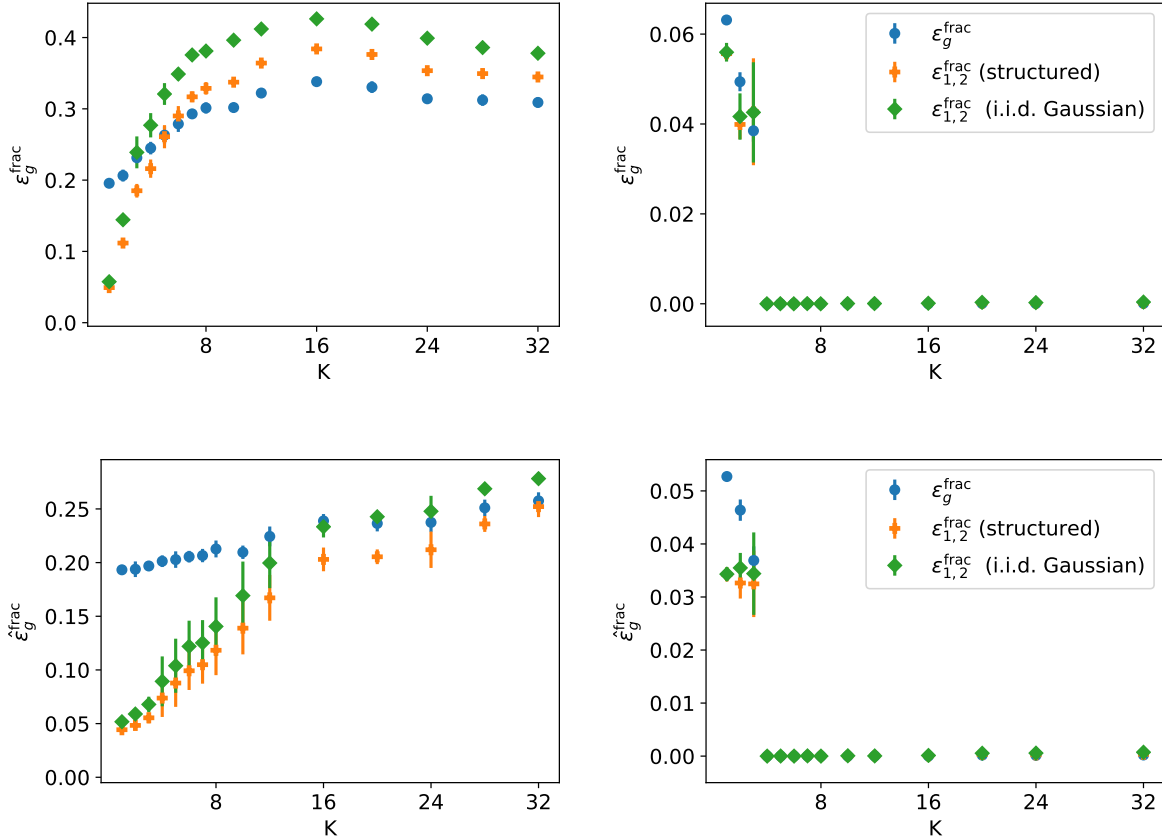 0.4
0.3
0.2
0.1
0.0
8 16 24 32
K
ε_g^frac
0.06
0.04
0.02
0.00
8 16 24 32
K
ε_g^frac
ε_g^frac
ε_{1,2}^frac (structured)
ε_{1,2}^frac (i.i.d. Gaussian)
0.25
0.20
0.15
0.10
0.05
0.00
8 16 24 32
K
ε̂_g^frac
0.05
0.04
0.03
0.02
0.01
0.00
8 16 24 32
K
ε̂_g^frac
ε_g^frac
ε_{1,2}^frac (structured)
ε_{1,2}^frac (i.i.d. Gaussian)